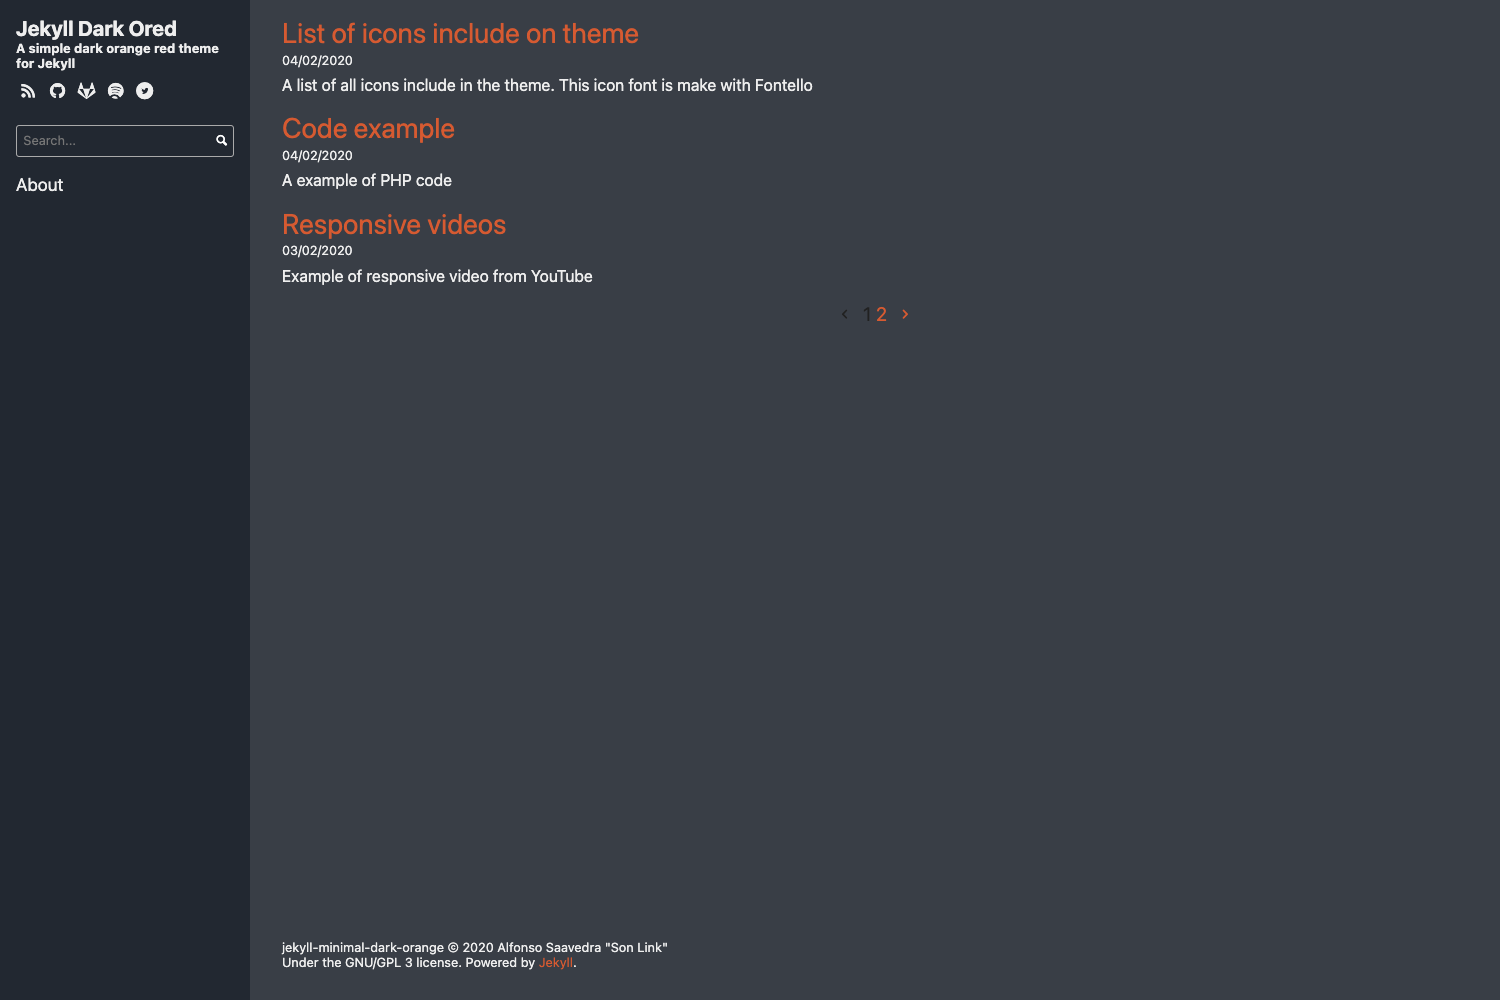 Jekyll Dark Ored
A simple dark orange red theme
for Jekyll
Search...
About
List of icons include on theme
04/02/2020
A list of all icons include in the theme. This icon font is make with Fontello
Code example
04/02/2020
A example of PHP code
Responsive videos
03/02/2020
Example of responsive video from YouTube
‹ 1 2 ›
jekyll-minimal-dark-orange © 2020 Alfonso Saavedra "Son Link"
Under the GNU/GPL 3 license. Powered by Jekyll.